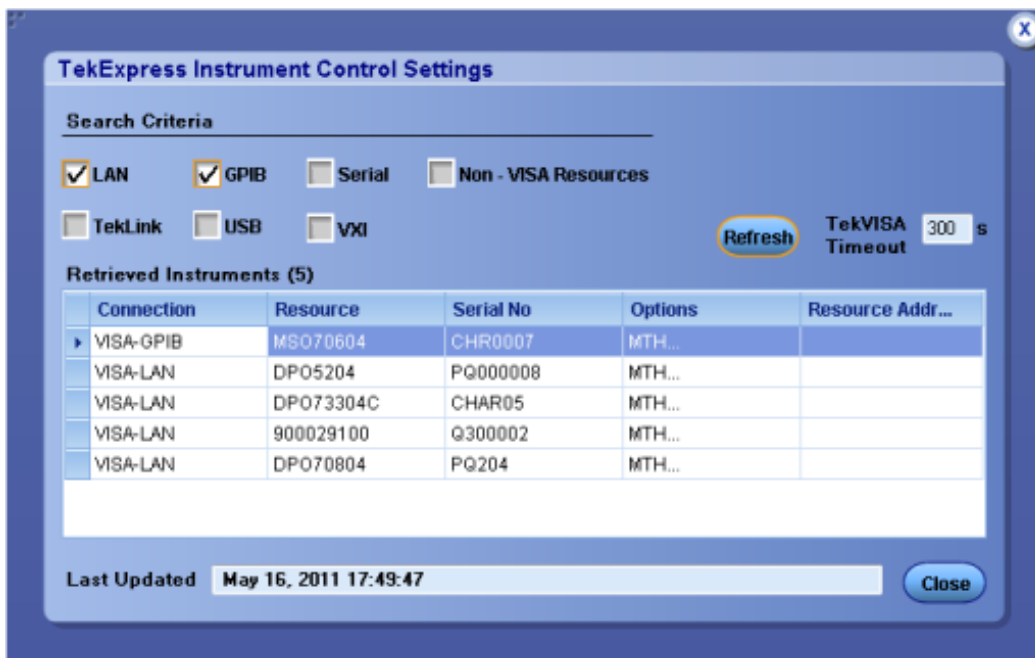 X
TekExpress Instrument Control Settings
Search Criteria
LAN GPIB Serial Non - VISA Resources
TekLink USB VXI Refresh TekVISA Timeout 300 s
Retrieved Instruments (5)
Connection Resource Serial No Options Resource Addr...
VISA-GPIB MSO70604 CHR0007 MTH...
VISA-LAN DPO5204 PQ000008 MTH...
VISA-LAN DPO73304C CHAR05 MTH...
VISA-LAN 900029100 Q300002 MTH...
VISA-LAN DPO70804 PQ204 MTH...
Last Updated May 16, 2011 17:49:47 Close